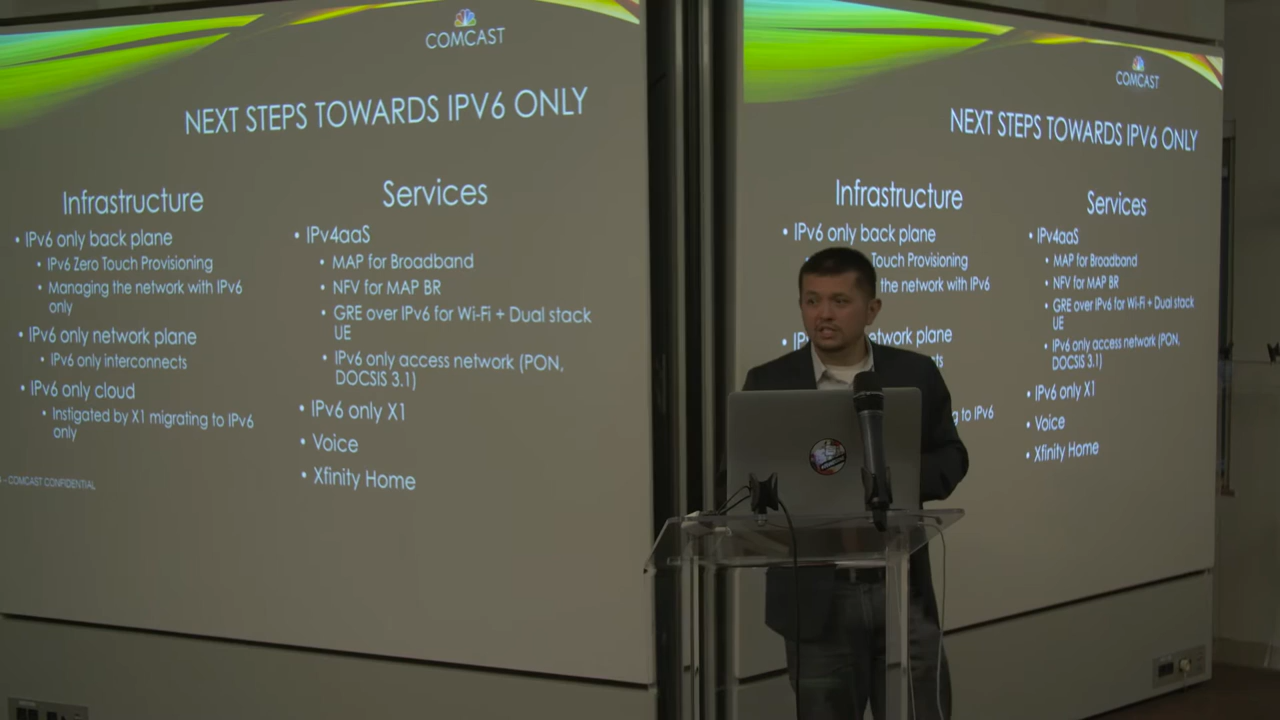 COMCAST
NEXT STEPS TOWARDS IPV6 ONLY
Infrastructure
• IPv6 only back plane
• IPv6 Zero Touch Provisioning
• Managing the network with IPv6
only
• IPv6 only network plane
• IPv6 only interconnects
• IPv6 only cloud
• Instigated by X1 migrating to IPv6
only
Services
• IPv4aaS
• MAP for Broadband
• NFV for MAP BR
• GRE over IPv6 for Wi-Fi + Dual stack
UE
• IPv6 only access network (PON,
DOCSIS 3.1)
• IPv6 only X1
• Voice
• Xfinity Home
– COMCAST CONFIDENTIAL
COMCAST
NEXT STEPS TOWARDS IPV6 ONLY
Infrastructure
• IPv6 only back plane
Touch Provisioning
the network with IPv6
network plane
g to IPv6
Services
• IPv4aaS
• MAP for Broadband
• NFV for MAP BR
• GRE over IPv6 for Wi-Fi + Dual stack
UE
• IPv6 only access network (PON,
DOCSIS 3.1)
• IPv6 only X1
• Voice
• Xfinity Home